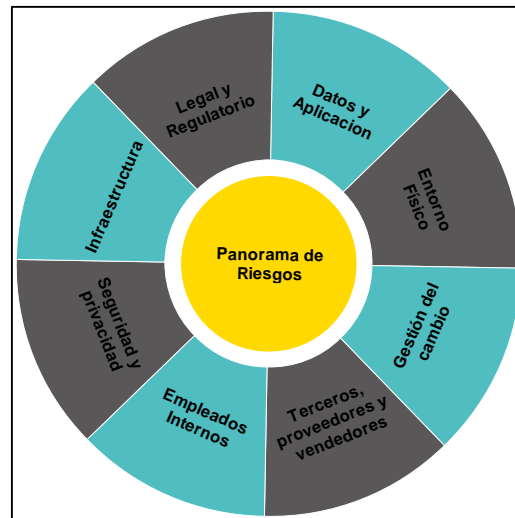 Legal y
Regulatorio
Datos y
Aplicacion
Entorno
Físico
Gestión del
cambio
Terceros,
proveedores y
vendedores
Empleados
Internos
Seguridad y
privacidad
Infraestructura
Panorama de
Riesgos